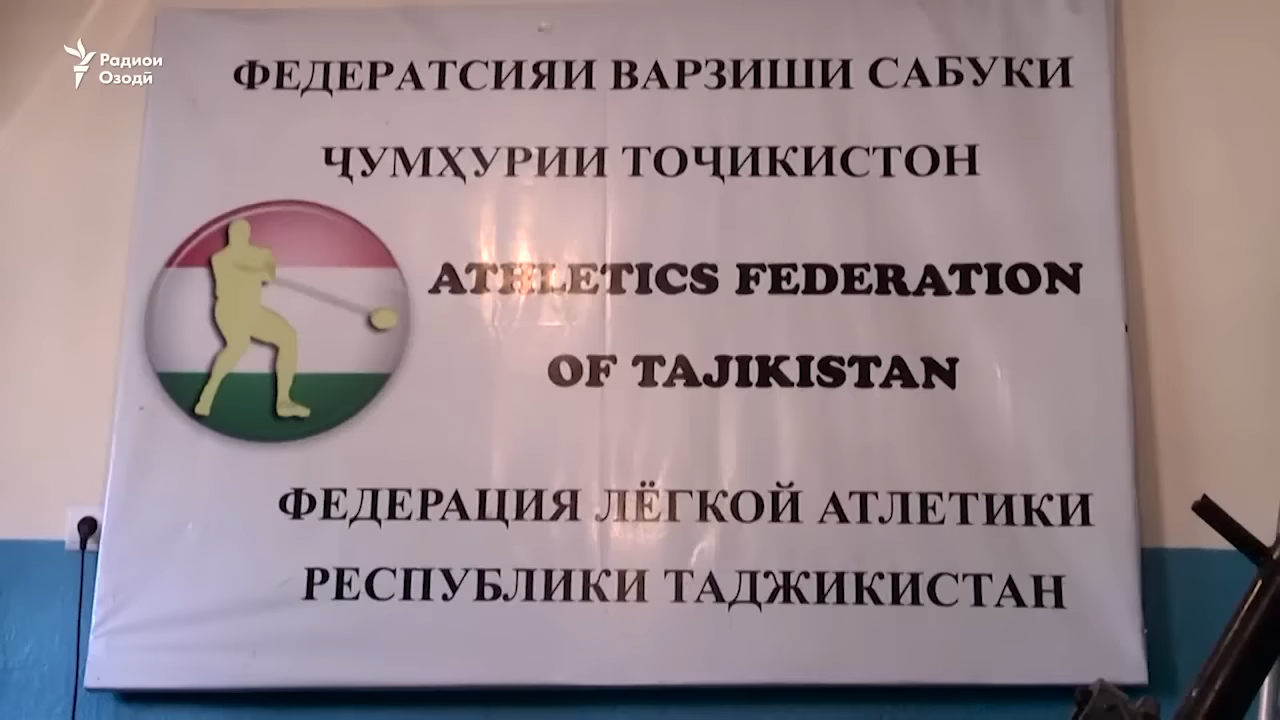 Радиои
Озодӣ
ФЕДЕРАТСИЯИ ВАРЗИШИ САБУКИ
ҶУМҲУРИИ ТОҶИКИСТОН
ATHLETICS FEDERATION
OF TAJIKISTAN
ФЕДЕРАЦИЯ ЛЁГКОЙ АТЛЕТИКИ
РЕСПУБЛИКИ ТАДЖИКИСТАН